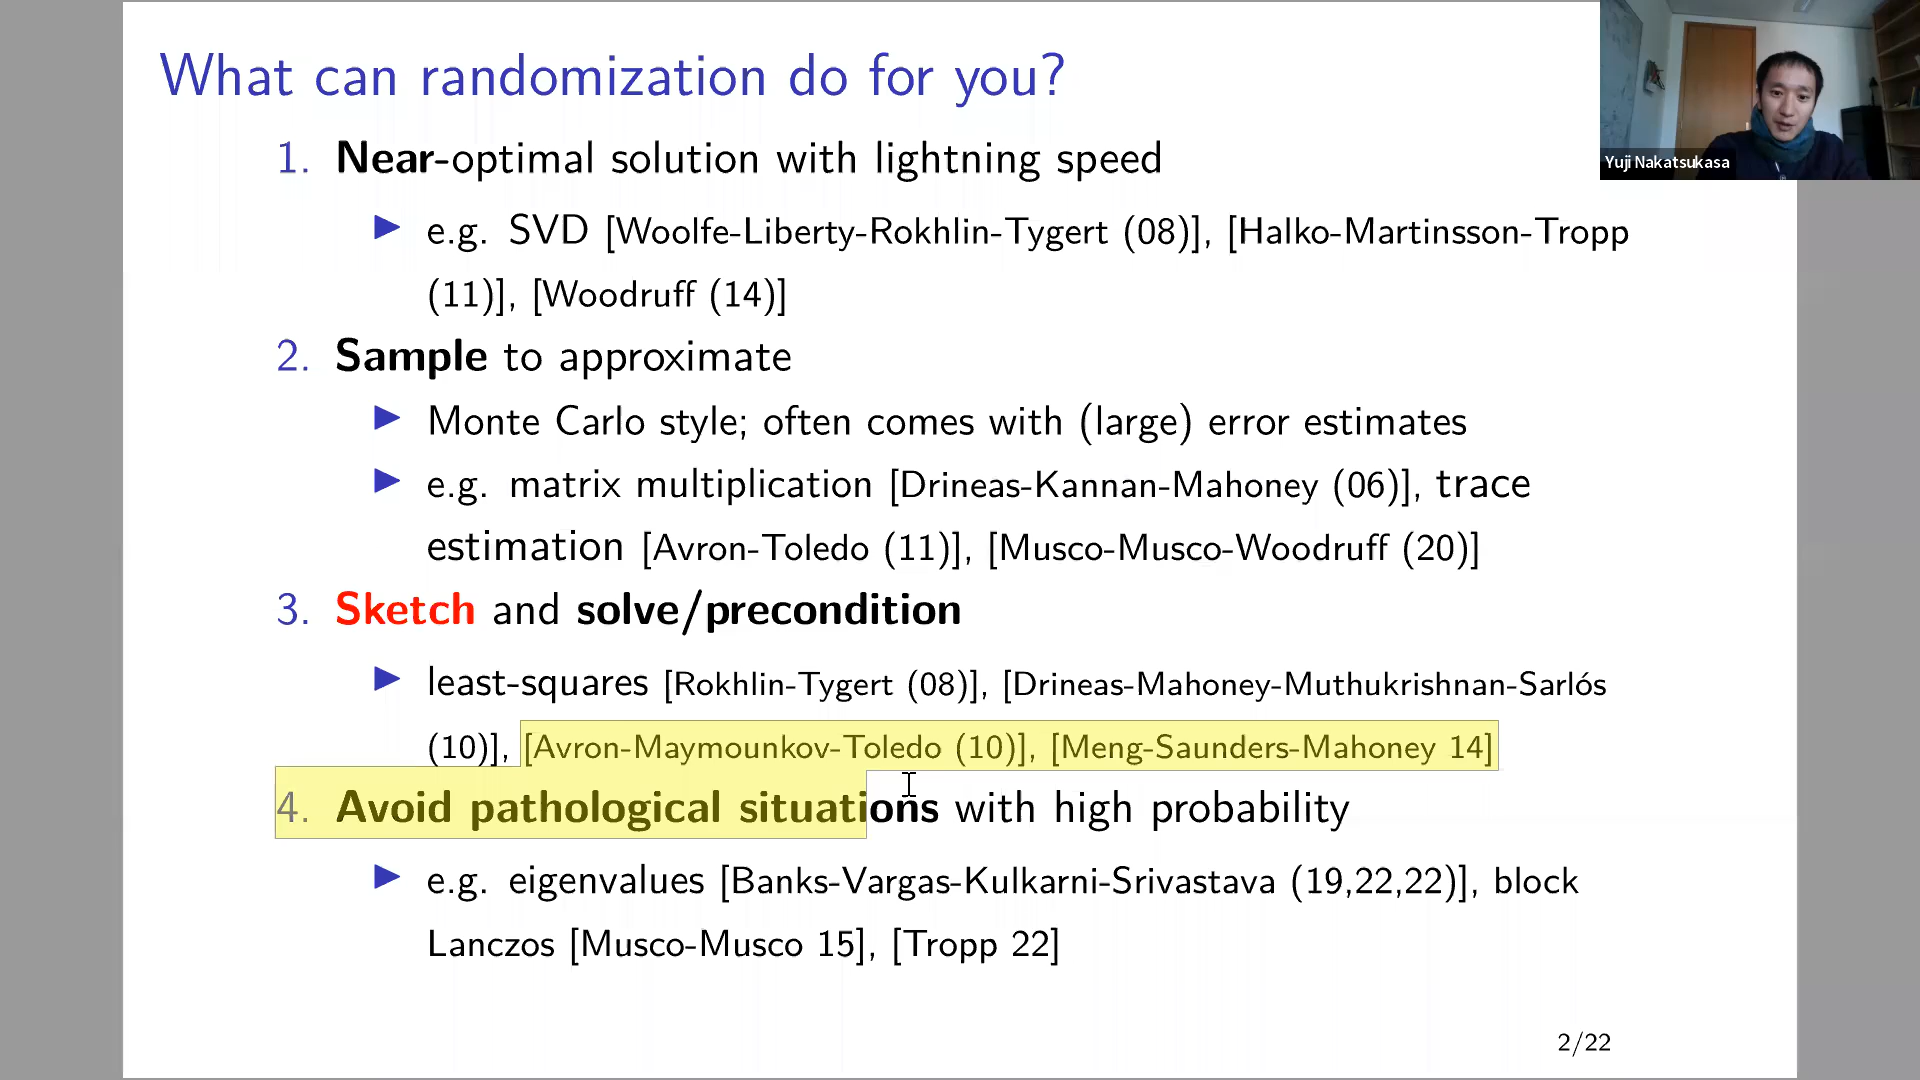 What can randomization do for you?
1. Near-optimal solution with lightning speed
▶ e.g. SVD [Woolfe-Liberty-Rokhlin-Tygert (08)], [Halko-Martinsson-Tropp
(11)], [Woodruff (14)]
2. Sample to approximate
▶ Monte Carlo style; often comes with (large) error estimates
▶ e.g. matrix multiplication [Drineas-Kannan-Mahoney (06)], trace
estimation [Avron-Toledo (11)], [Musco-Musco-Woodruff (20)]
3. Sketch and solve/precondition
▶ least-squares [Rokhlin-Tygert (08)], [Drineas-Mahoney-Muthukrishnan-Sarlós
(10)], [Avron-Maymounkov-Toledo (10)], [Meng-Saunders-Mahoney 14]
4. Avoid pathological situations with high probability
▶ e.g. eigenvalues [Banks-Vargas-Kulkarni-Srivastava (19,22,22)], block
Lanczos [Musco-Musco 15], [Tropp 22]
2/22
Yuji Nakatsukasa